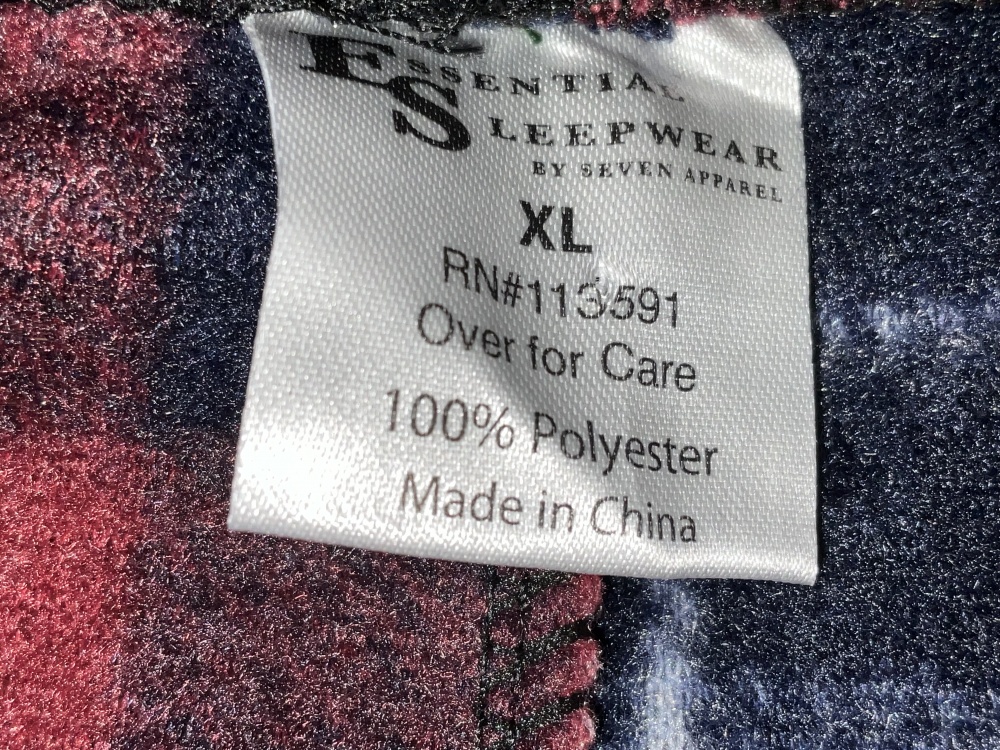 ESSENTIAL
SLEEPWEAR
BY SEVEN APPAREL
XL
RN#113591
Over for Care
100% Polyester
Made in China